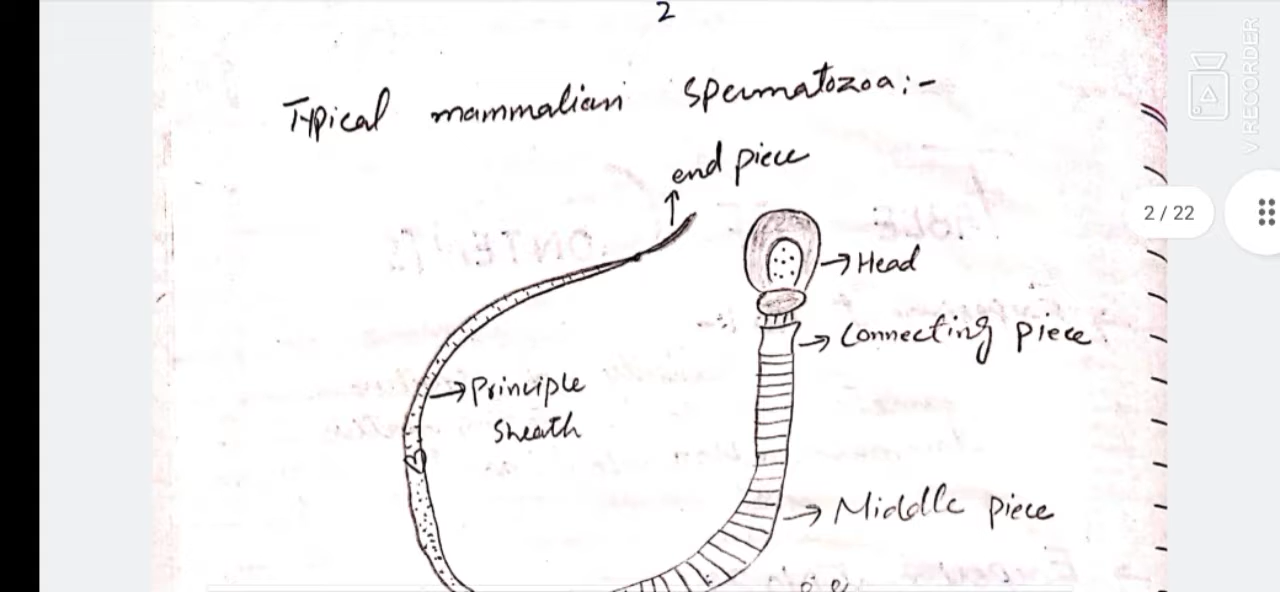 2
Typical mammalian Spermatozoa:-
end piece
Head
Connecting piece
Principle
Sheath
Middle piece
2 / 22
V RECORDER